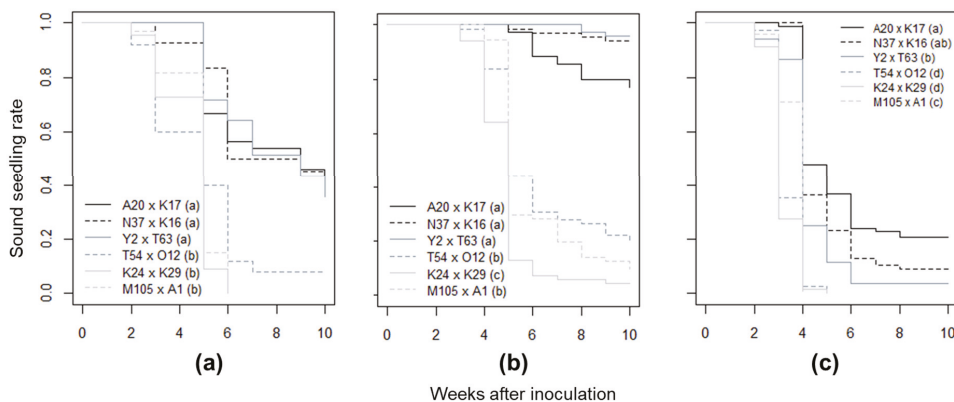 Sound seedling rate
1.0
0.8
0.6
0.4
0.2
0.0
A20 x K17 (a)
N37 x K16 (a)
Y2 x T63 (a)
T54 x O12 (b)
K24 x K29 (b)
M105 x A1 (b)
0 2 4 6 8 10
(a)
A20 x K17 (a)
N37 x K16 (a)
Y2 x T63 (a)
T54 x O12 (b)
K24 x K29 (c)
M105 x A1 (b)
0 2 4 6 8 10
(b)
A20 x K17 (a)
N37 x K16 (ab)
Y2 x T63 (b)
T54 x O12 (d)
K24 x K29 (d)
M105 x A1 (c)
0 2 4 6 8 10
(c)
Weeks after inoculation